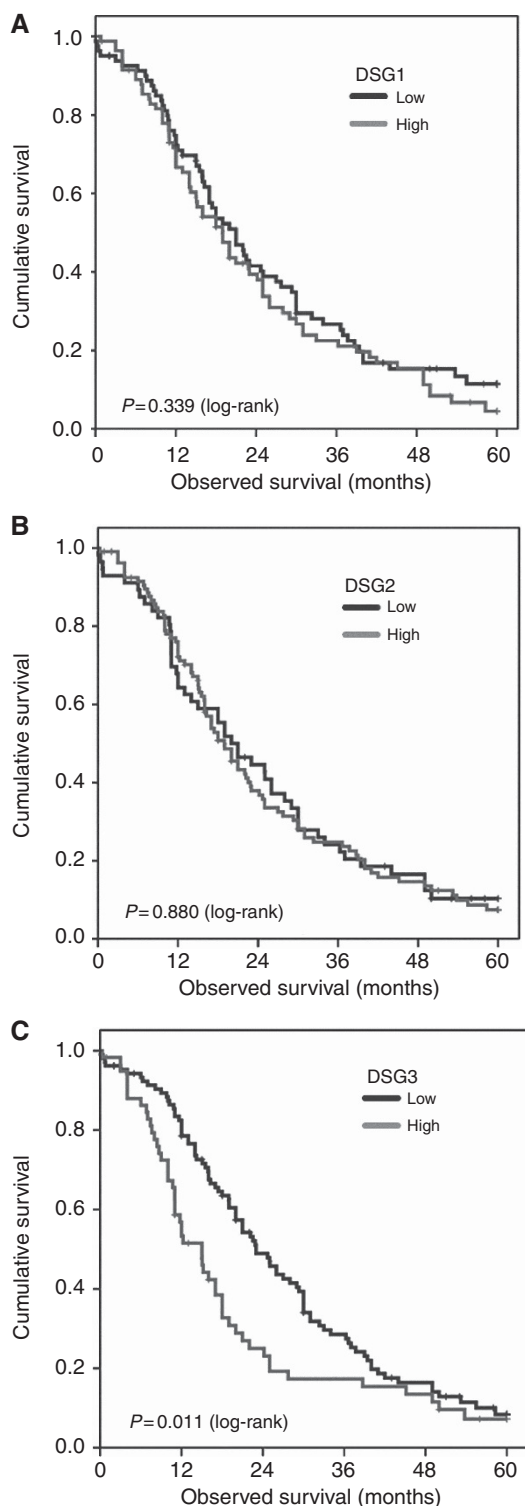 A
1.0
0.8
0.6
0.4
0.2
0.0
Cumulative survival
DSG1
Low
High
P=0.339 (log-rank)
0 12 24 36 48 60
Observed survival (months)
B
1.0
0.8
0.6
0.4
0.2
0.0
Cumulative survival
DSG2
Low
High
P=0.880 (log-rank)
0 12 24 36 48 60
Observed survival (months)
C
1.0
0.8
0.6
0.4
0.2
0.0
Cumulative survival
DSG3
Low
High
P=0.011 (log-rank)
0 12 24 36 48 60
Observed survival (months)